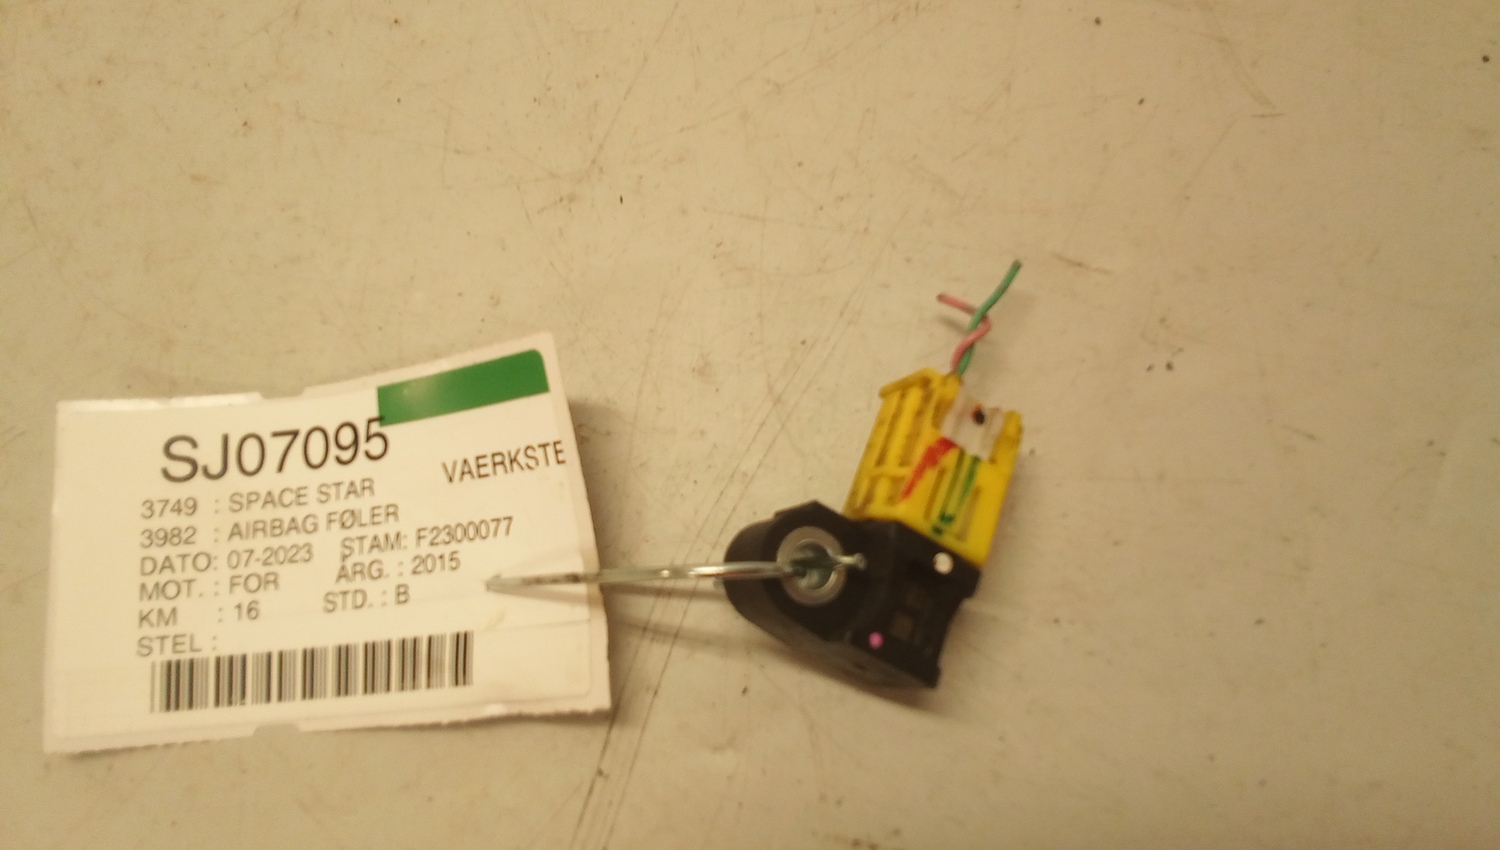 SJ07095
VAERKSTE
3749 : SPACE STAR
3982 : AIRBAG FØLER
DATO: 07-2023 STAM: F2300077
MOT. : FOR ÅRG. : 2015
KM : 16 STD. : B
STEL :